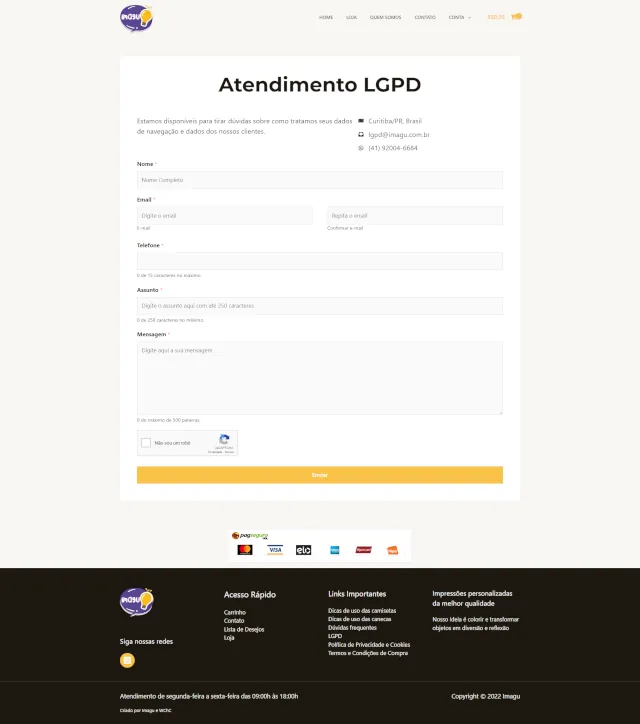 imagu
HOME LOJA QUEM SOMOS CONTATO CONTA R$0,00
Atendimento LGPD
Estamos disponíveis para tirar dúvidas sobre como tratamos seus dados
de navegação e dados dos nossos clientes.
Curitiba/PR, Brasil
lgpd@imagu.com.br
(41) 92004-6664
Nome *
Nome Completo
Email *
Digite o email
Repita o email
E-mail
Confirmar e-mail
Telefone *
0 de 15 caracteres no máximo.
Assunto *
Digite o assunto aqui com até 250 caracteres
0 de 250 caracteres no máximo.
Mensagem *
Digite aqui a sua mensagem ...
0 do máximo de 500 palavras.
Não sou um robô
Enviar
pagseguro
VISA elo
imagu
Siga nossas redes
Acesso Rápido
Carrinho
Contato
Lista de Desejos
Loja
Links Importantes
Dicas de uso das camisetas
Dicas de uso das canecas
Dúvidas frequentes
LGPD
Política de Privacidade e Cookies
Termos e Condições de Compra
Impressões personalizadas
da melhor qualidade
Nosso ideia é colorir e transformar
objetos em diversão e reflexão
Atendimento de segunda-feira a sexta-feira das 09:00h às 18:00h
Copyright © 2022 Imagu
Criado por Imagu e WChC